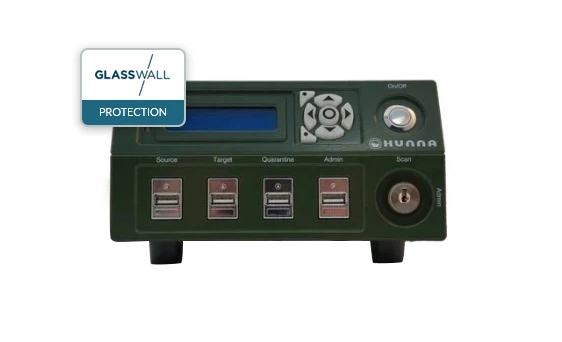 GLASSWALL
PROTECTION
On/Off
HUNNA
Source Target Quarantine Admin Scan
Admin